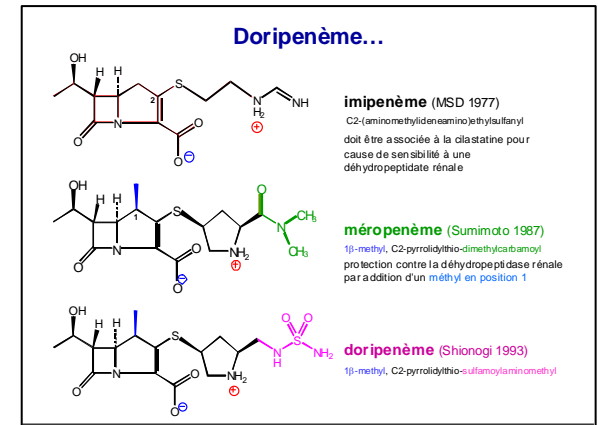 Doripenème…
OH
H H
S
2
N
H₂
NH
⊕
N
O
O
O
⊖
imipenème (MSD 1977)
C2-(aminomethylideneamino)ethylsulfanyl
doit être associée à la cilastatine pour
cause de sensibilité à une
déhydropeptidate rénale
OH
H H
1
S
O
N
CH₃
CH₃
NH₂
⊕
N
O
O
O
⊖
méropenème (Sumimoto 1987)
1β-methyl, C2-pyrrolidylthio-dimethylcarbamoyl
protection contre la déhydropeptidase rénale
par addition d'un méthyl en position 1
OH
H H
S
O O
S
N
H
NH₂
NH₂
⊕
N
O
O
O
⊖
doripenème (Shionogi 1993)
1β-methyl, C2-pyrrolidylthio-sulfamoylaminomethyl